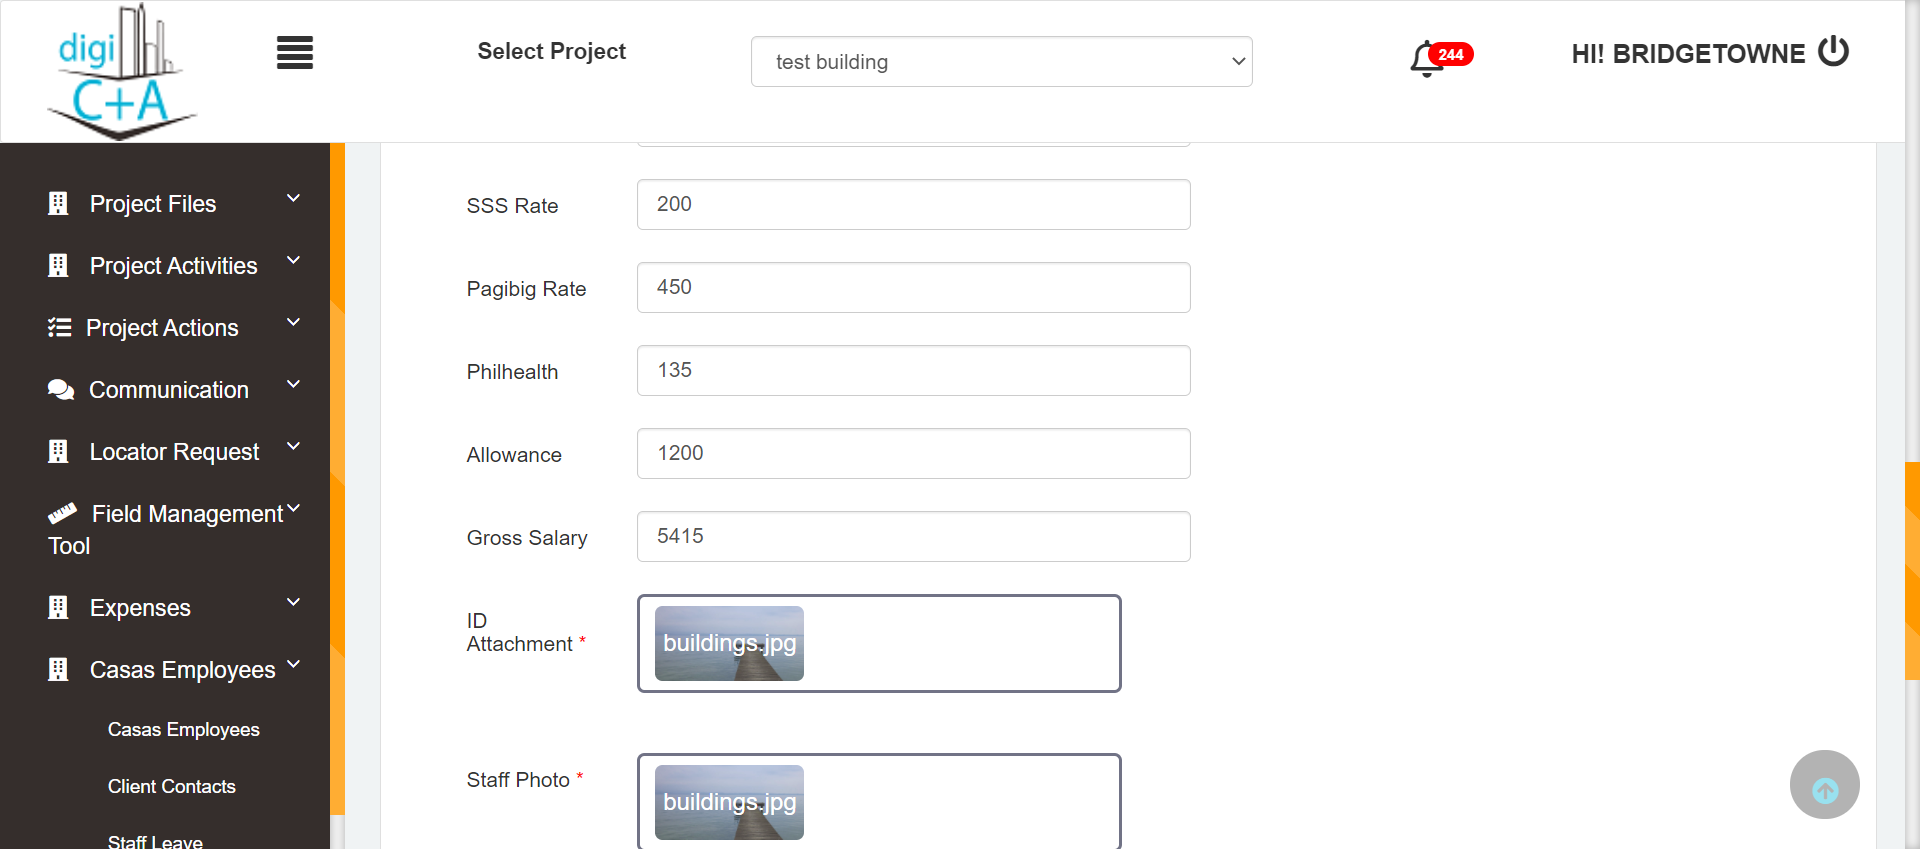 digi
C+A
Select Project
test building
244
HI! BRIDGETOWNE
Project Files
Project Activities
Project Actions
Communication
Locator Request
Field Management
Tool
Expenses
Casas Employees
Casas Employees
Client Contacts
Staff Leave
SSS Rate
200
Pagibig Rate
450
Philhealth
135
Allowance
1200
Gross Salary
5415
ID
Attachment *
buildings.jpg
Staff Photo *
buildings.jpg